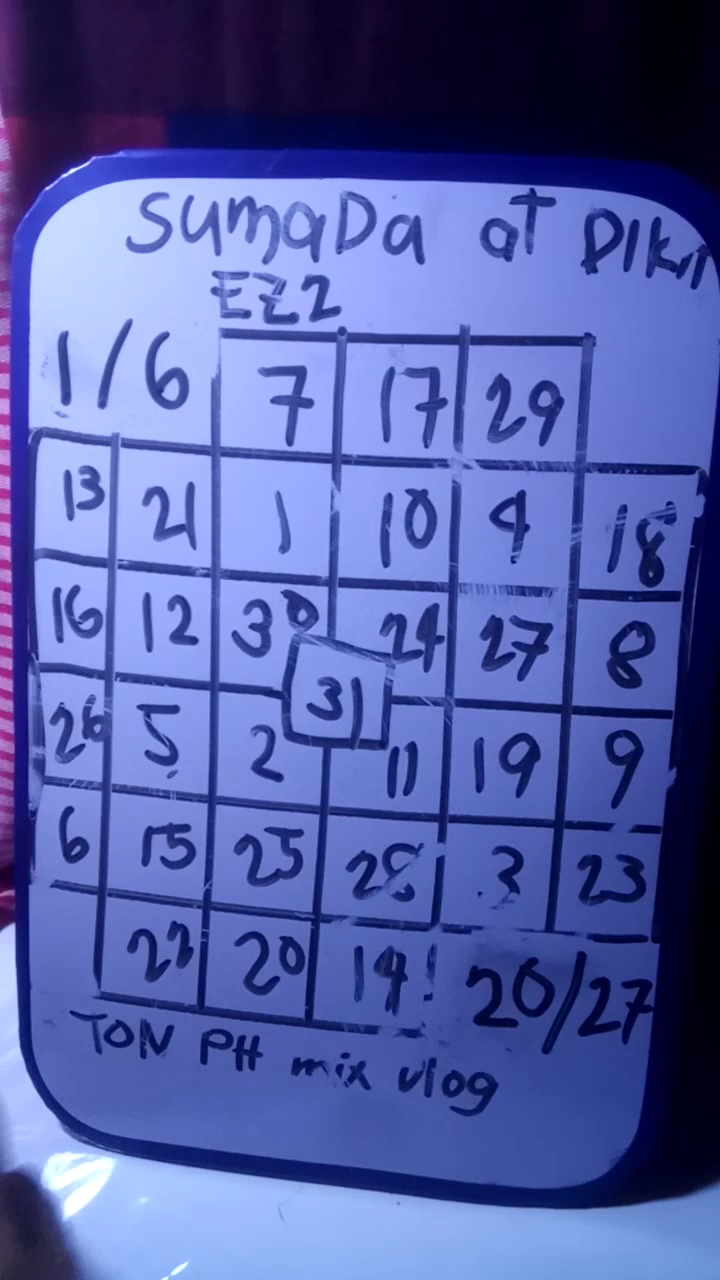 SumaDa at DIKit
EZ2
1/6 7 17 29
13 21 1 10 4 18
16 12 30 24 27 8
31
26 5 2 11 19 9
6 15 25 28 3 23
22 20 14 20/27
TON PH mix vlog